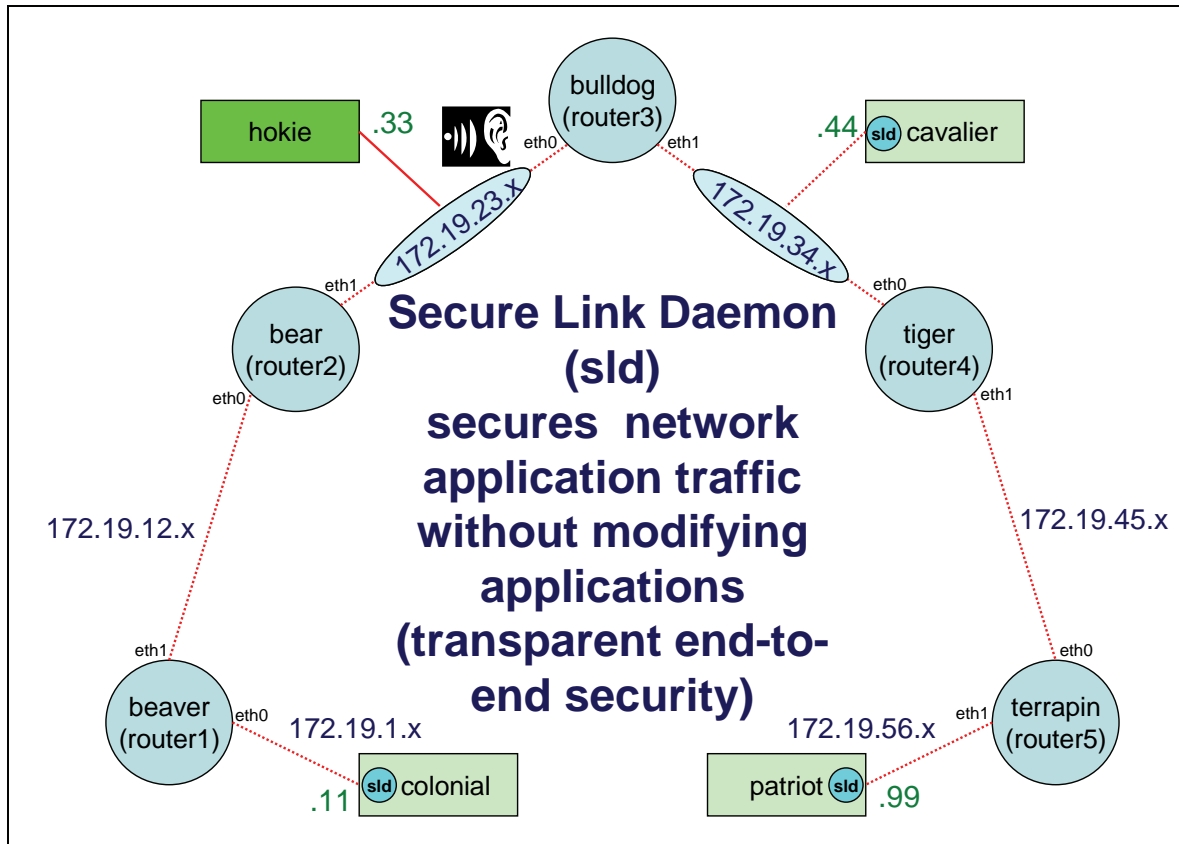 bulldog
(router3)
hokie
.33
eth0
eth1
.44
sld
cavalier
172.19.23.x
172.19.34.x
eth1
eth0
bear
(router2)
tiger
(router4)
eth0
eth1
Secure Link Daemon
(sld)
secures network
application traffic
without modifying
applications
(transparent end-to-
end security)
172.19.12.x
172.19.45.x
eth1
eth0
beaver
(router1)
eth0
172.19.1.x
172.19.56.x
eth1
terrapin
(router5)
.11
sld
colonial
patriot
sld
.99